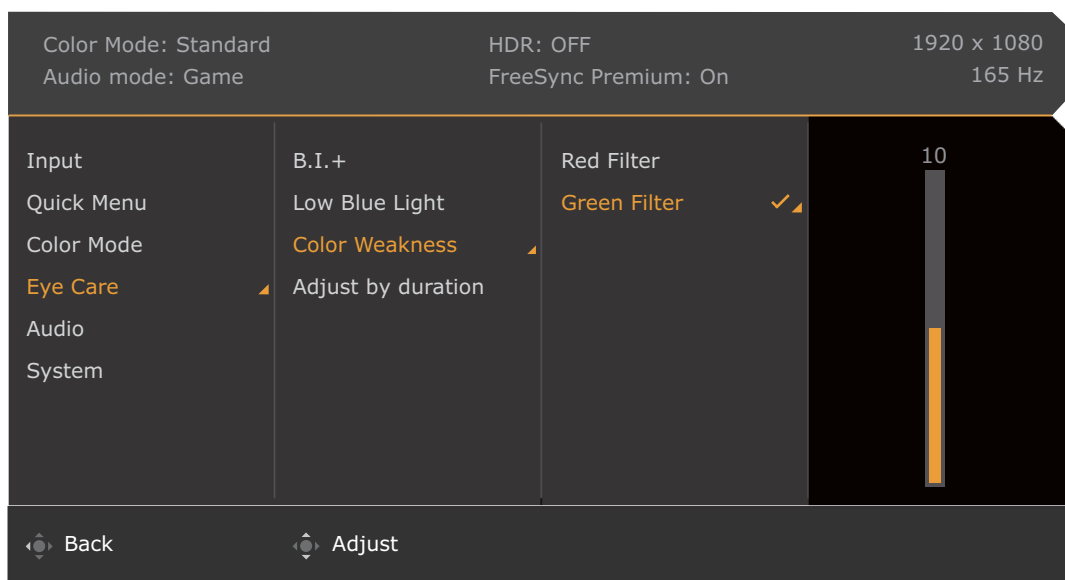 Color Mode: Standard
Audio mode: Game
HDR: OFF
FreeSync Premium: On
1920 x 1080
165 Hz
Input
Quick Menu
Color Mode
Eye Care
Audio
System
B.I.+
Low Blue Light
Color Weakness
Adjust by duration
Red Filter
Green Filter
10
Back
Adjust